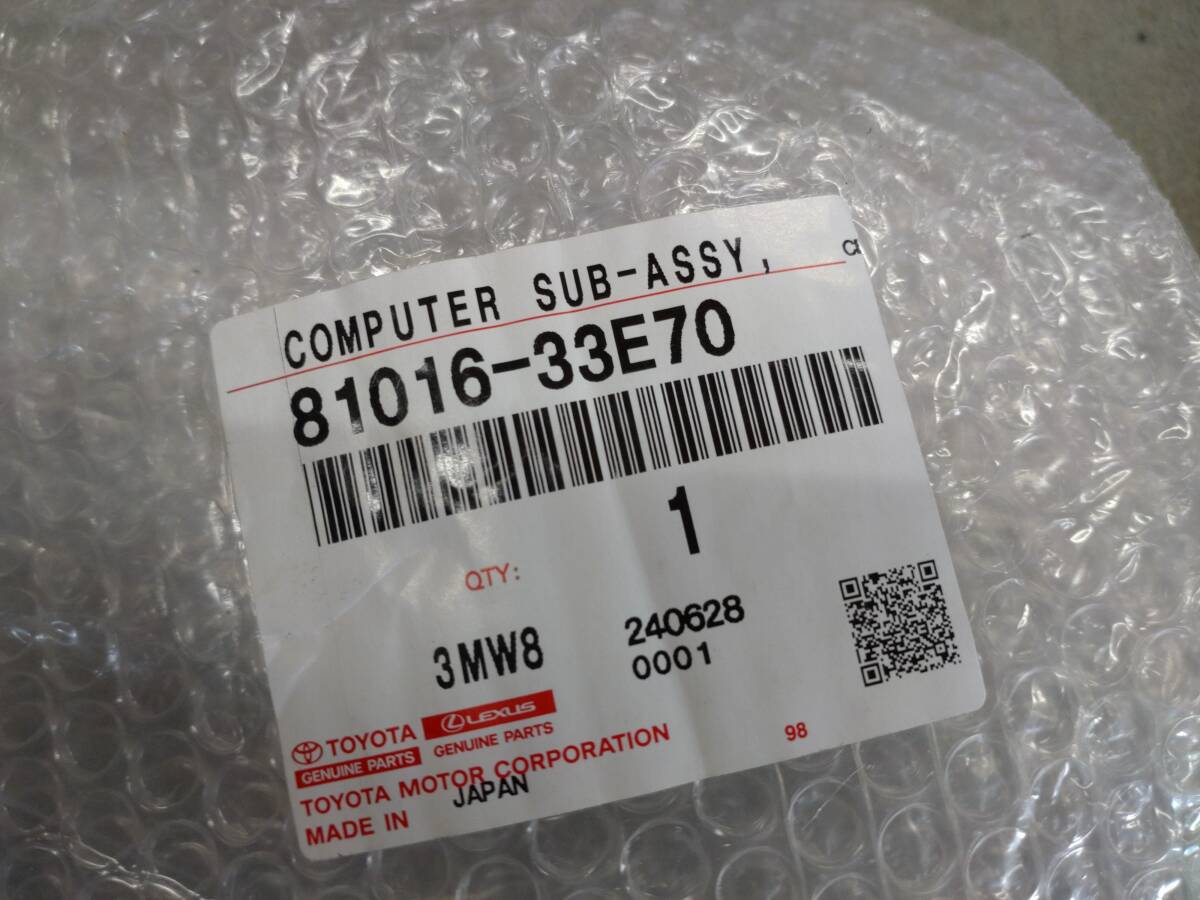 COMPUTER SUB-ASSY,
81016-33E70
QTY:
1
3MW8
240628
0001
TOYOTA
GENUINE PARTS
LEXUS
GENUINE PARTS
TOYOTA MOTOR CORPORATION
98
MADE IN JAPAN